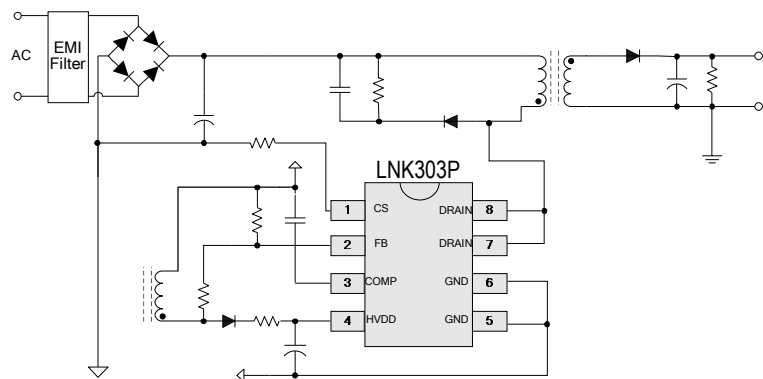 EMI
Filter
AC
LNK303P
1 CS DRAIN 8
2 FB DRAIN 7
3 COMP GND 6
4 HVDD GND 5